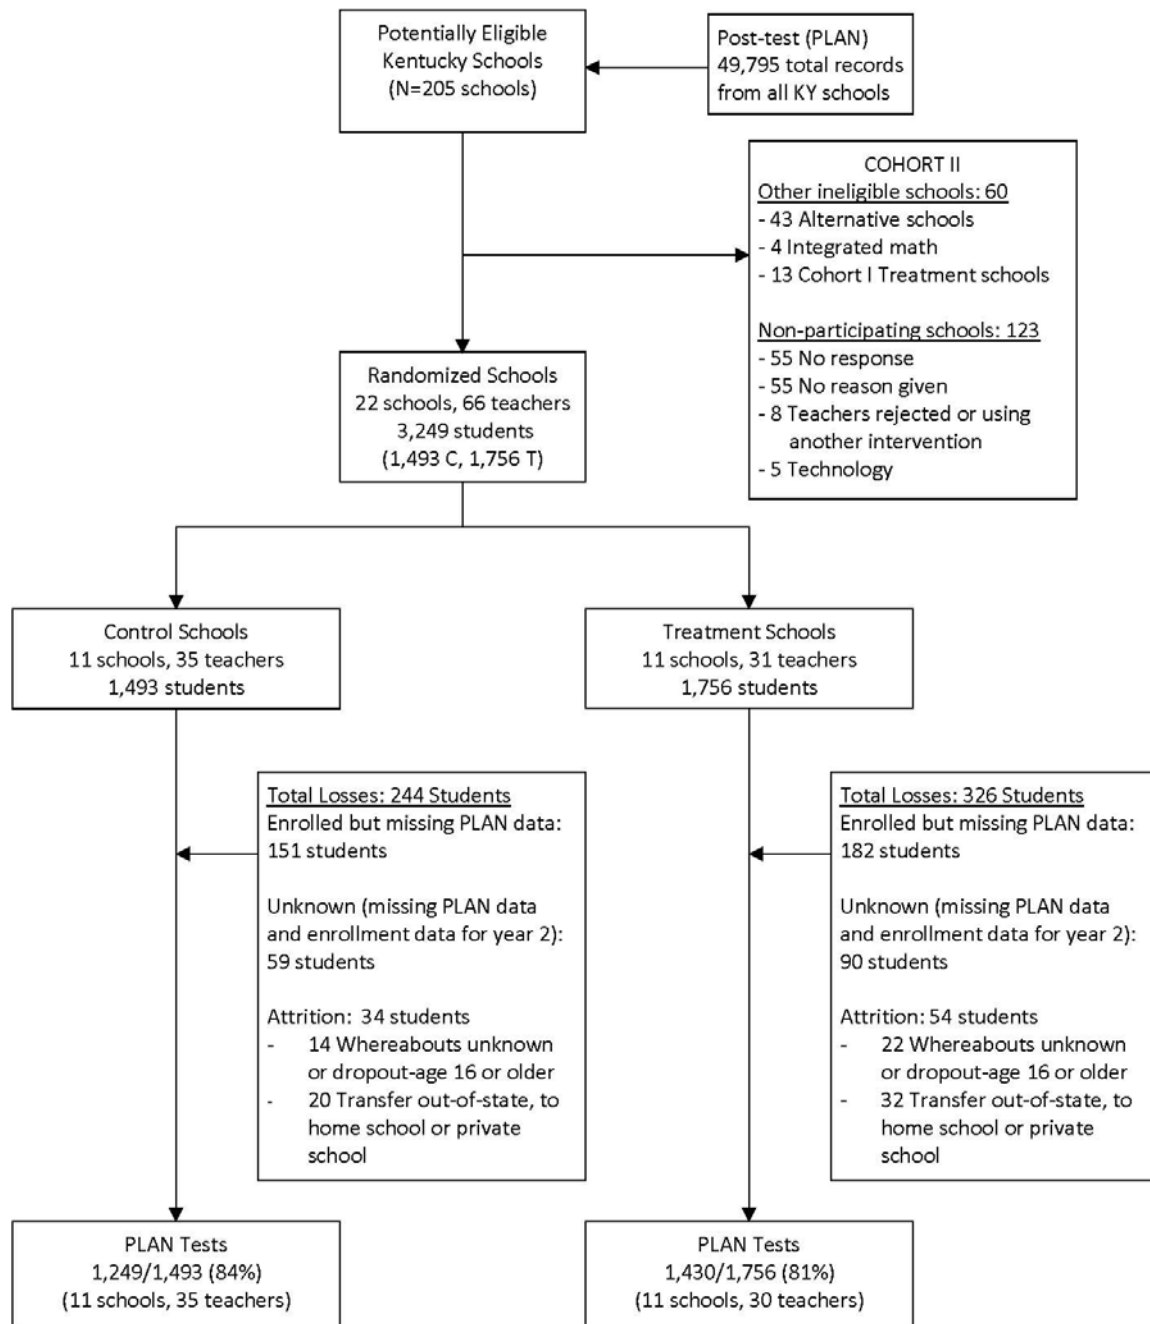 Potentially Eligible
Kentucky Schools
(N=205 schools)
Post-test (PLAN)
49,795 total records
from all KY schools
COHORT II
Other ineligible schools: 60
- 43 Alternative schools
- 4 Integrated math
- 13 Cohort I Treatment schools
Non-participating schools: 123
- 55 No response
- 55 No reason given
- 8 Teachers rejected or using
another intervention
- 5 Technology
Randomized Schools
22 schools, 66 teachers
3,249 students
(1,493 C, 1,756 T)
Control Schools
11 schools, 35 teachers
1,493 students
Treatment Schools
11 schools, 31 teachers
1,756 students
Total Losses: 244 Students
Enrolled but missing PLAN data:
151 students
Unknown (missing PLAN data
and enrollment data for year 2):
59 students
Attrition: 34 students
- 14 Whereabouts unknown
or dropout-age 16 or older
- 20 Transfer out-of-state, to
home school or private
school
Total Losses: 326 Students
Enrolled but missing PLAN data:
182 students
Unknown (missing PLAN data
and enrollment data for year 2):
90 students
Attrition: 54 students
- 22 Whereabouts unknown
or dropout-age 16 or older
- 32 Transfer out-of-state, to
home school or private
school
PLAN Tests
1,249/1,493 (84%)
(11 schools, 35 teachers)
PLAN Tests
1,430/1,756 (81%)
(11 schools, 30 teachers)